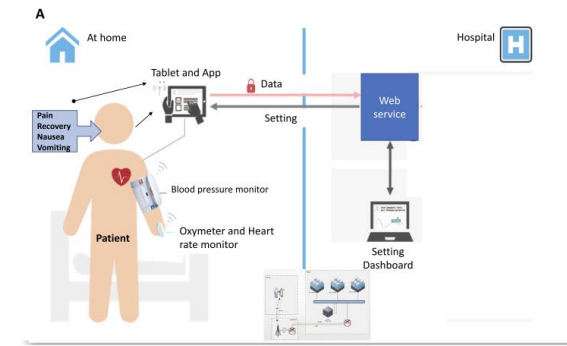 A
At home
Hospital
H
Tablet and App
Data
Setting
Web
service
Pain
Recovery
Nausea
Vomiting
Blood pressure monitor
Patient
Oxymeter and Heart
rate monitor
Setting
Dashboard